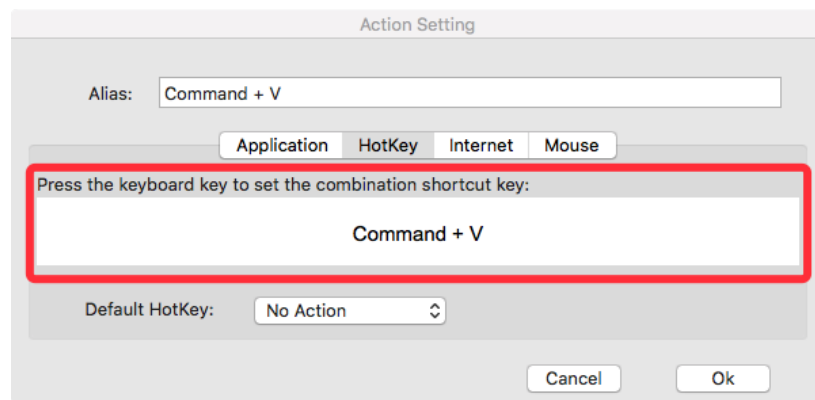 Action Setting
Alias: Command + V
Application HotKey Internet Mouse
Press the keyboard key to set the combination shortcut key:
Command + V
Default HotKey: No Action
Cancel Ok